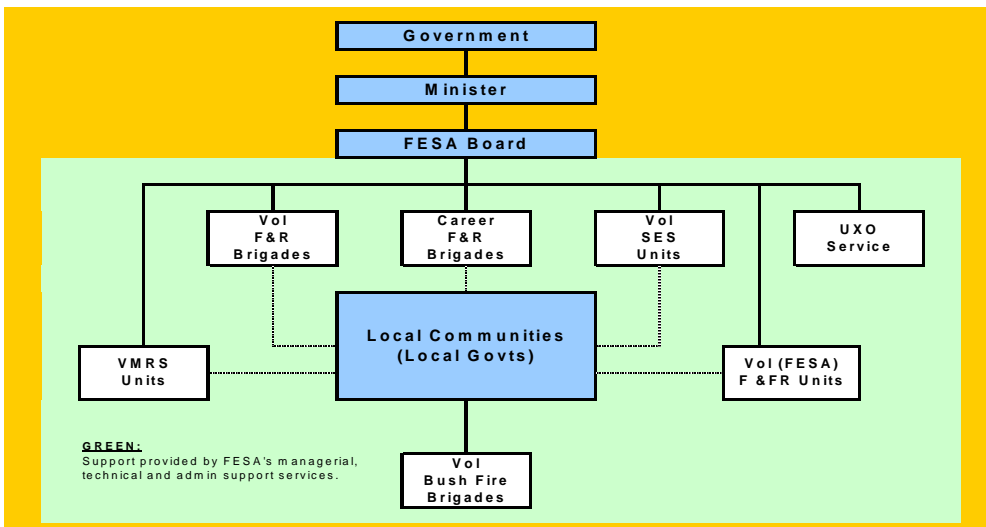 Government
Minister
FESA Board
Vol
F&R
Brigades
Career
F&R
Brigades
Vol
SES
Units
UXO
Service
Local Communities
(Local Govts)
VMRS
Units
Vol (FESA)
F &FR Units
GREEN:
Support provided by FESA's managerial,
technical and admin support services.
Vol
Bush Fire
Brigades